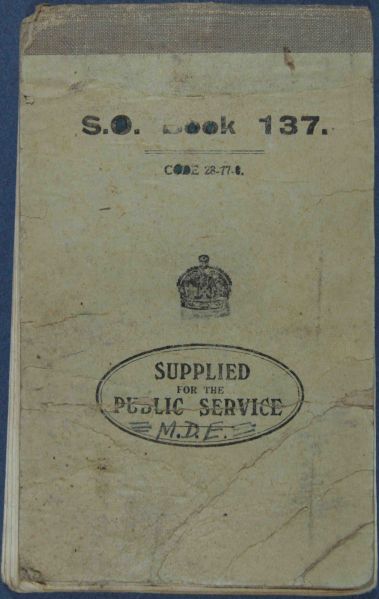 S.O. Book 137.
CODE 28-77-0.
SUPPLIED
FOR THE
PUBLIC SERVICE
M.D.E.